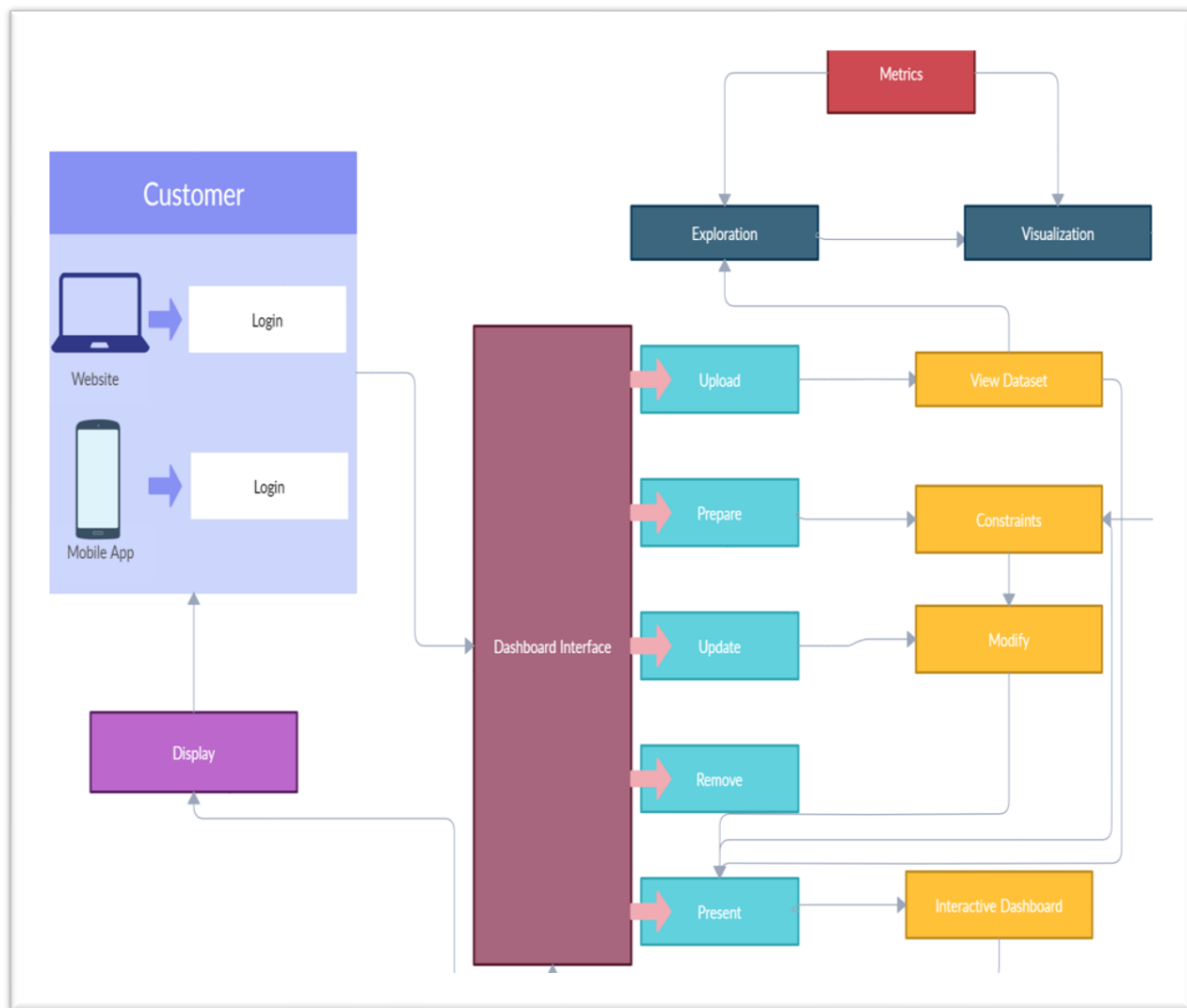 Metrics
Customer
Exploration
Visualization
Login
Website
Upload
View Dataset
Login
Mobile App
Prepare
Constraints
Dashboard Interface
Update
Modify
Display
Remove
Present
Interactive Dashboard